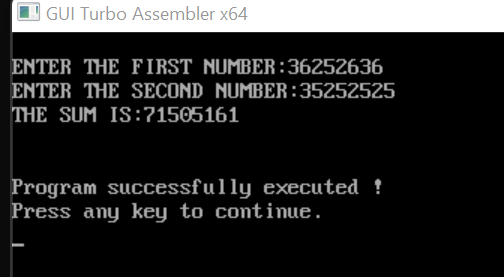 GUI Turbo Assembler x64
ENTER THE FIRST NUMBER:36252636
ENTER THE SECOND NUMBER:35252525
THE SUM IS:71505161
Program successfully executed !
Press any key to continue.